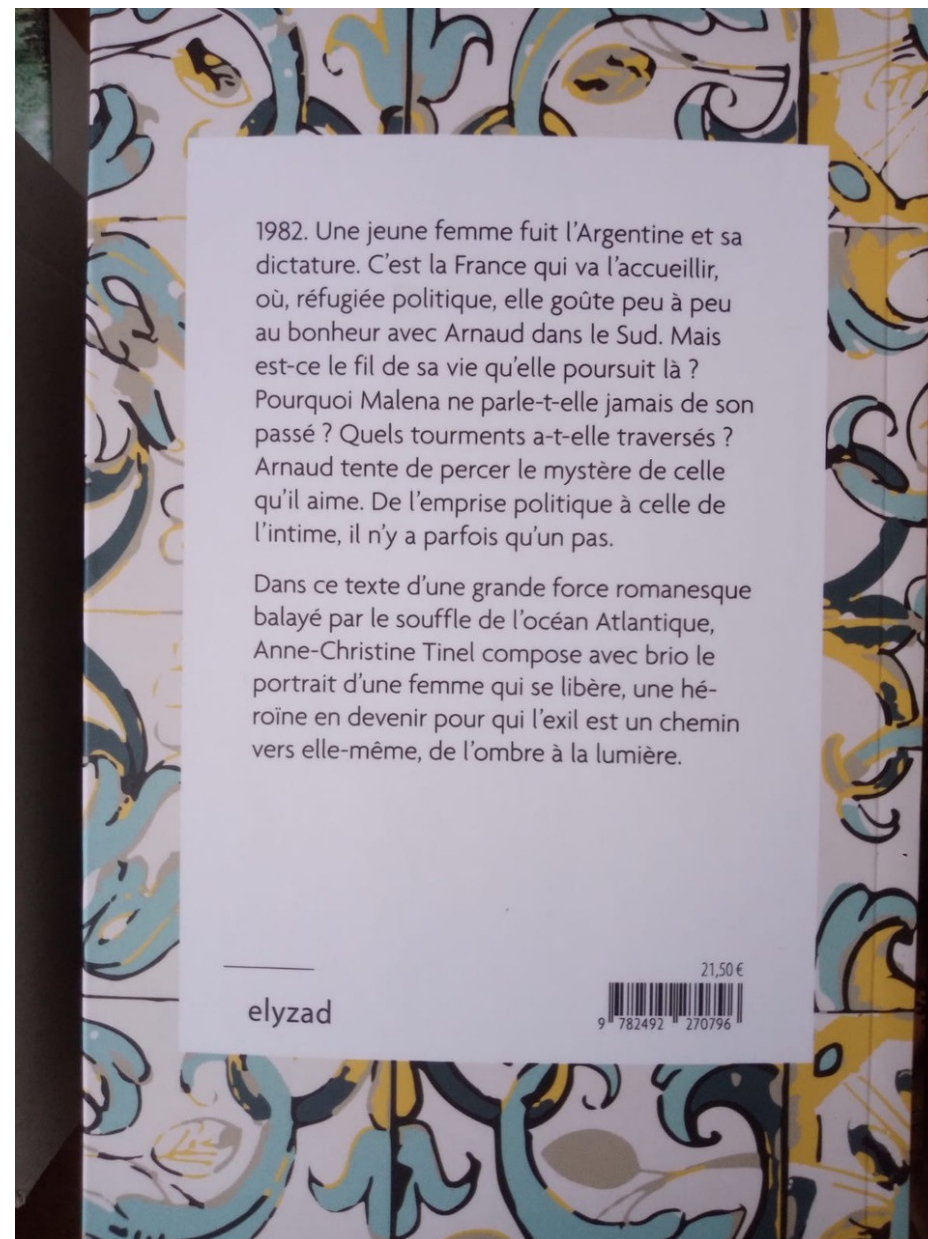 1982. Une jeune femme fuit l’Argentine et sa
dictature. C’est la France qui va l’accueillir,
où, réfugiée politique, elle goûte peu à peu
au bonheur avec Arnaud dans le Sud. Mais
est-ce le fil de sa vie qu’elle poursuit là ?
Pourquoi Malena ne parle-t-elle jamais de son
passé ? Quels tourments a-t-elle traversés ?
Arnaud tente de percer le mystère de celle
qu’il aime. De l’emprise politique à celle de
l’intime, il n’y a parfois qu’un pas.
Dans ce texte d’une grande force romanesque
balayé par le souffle de l’océan Atlantique,
Anne-Christine Tinel compose avec brio le
portrait d’une femme qui se libère, une hé-
roïne en devenir pour qui l’exil est un chemin
vers elle-même, de l’ombre à la lumière.
elyzad
21,50 €
9 782492 270796